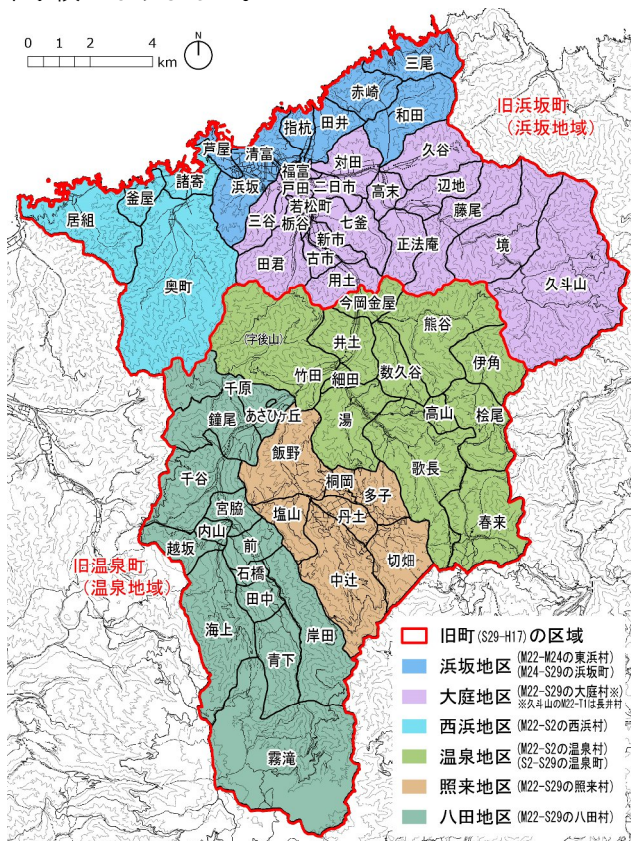 0 1 2 4
km
N
三尾
赤崎
旧浜坂町
(浜坂地域)
指杭
田井
和田
芦屋
清富
対田
久谷
諸寄
福富
浜坂
戸田
二日市
高末
辺地
釜屋
居組
若松町
藤尾
三谷
栃谷
七釜
新市
正法庵
境
田君
古市
奥町
用土
久斗山
今岡金屋
熊谷
(字後山)
井土
伊角
竹田
細田
数久谷
千原
鐘尾
あさひヶ丘
湯
高山
桧尾
飯野
歌長
千谷
桐岡
多子
宮脇
塩山
丹土
春来
内山
越坂
前
切畑
旧温泉町
(温泉地域)
石橋
中辻
田中
海上
岸田
青下
霧滝
旧町(S29-H17)の区域
浜坂地区(M22-M24の東浜村)
(M24-S29の浜坂町)
大庭地区(M22-S29の大庭村※)
※久斗山のM22-T1は長井村
西浜地区(M22-S2の西浜村)
温泉地区(M22-S2の温泉村)
(S2-S29の温泉町)
照来地区(M22-S29の照来村)
八田地区(M22-S29の八田村)